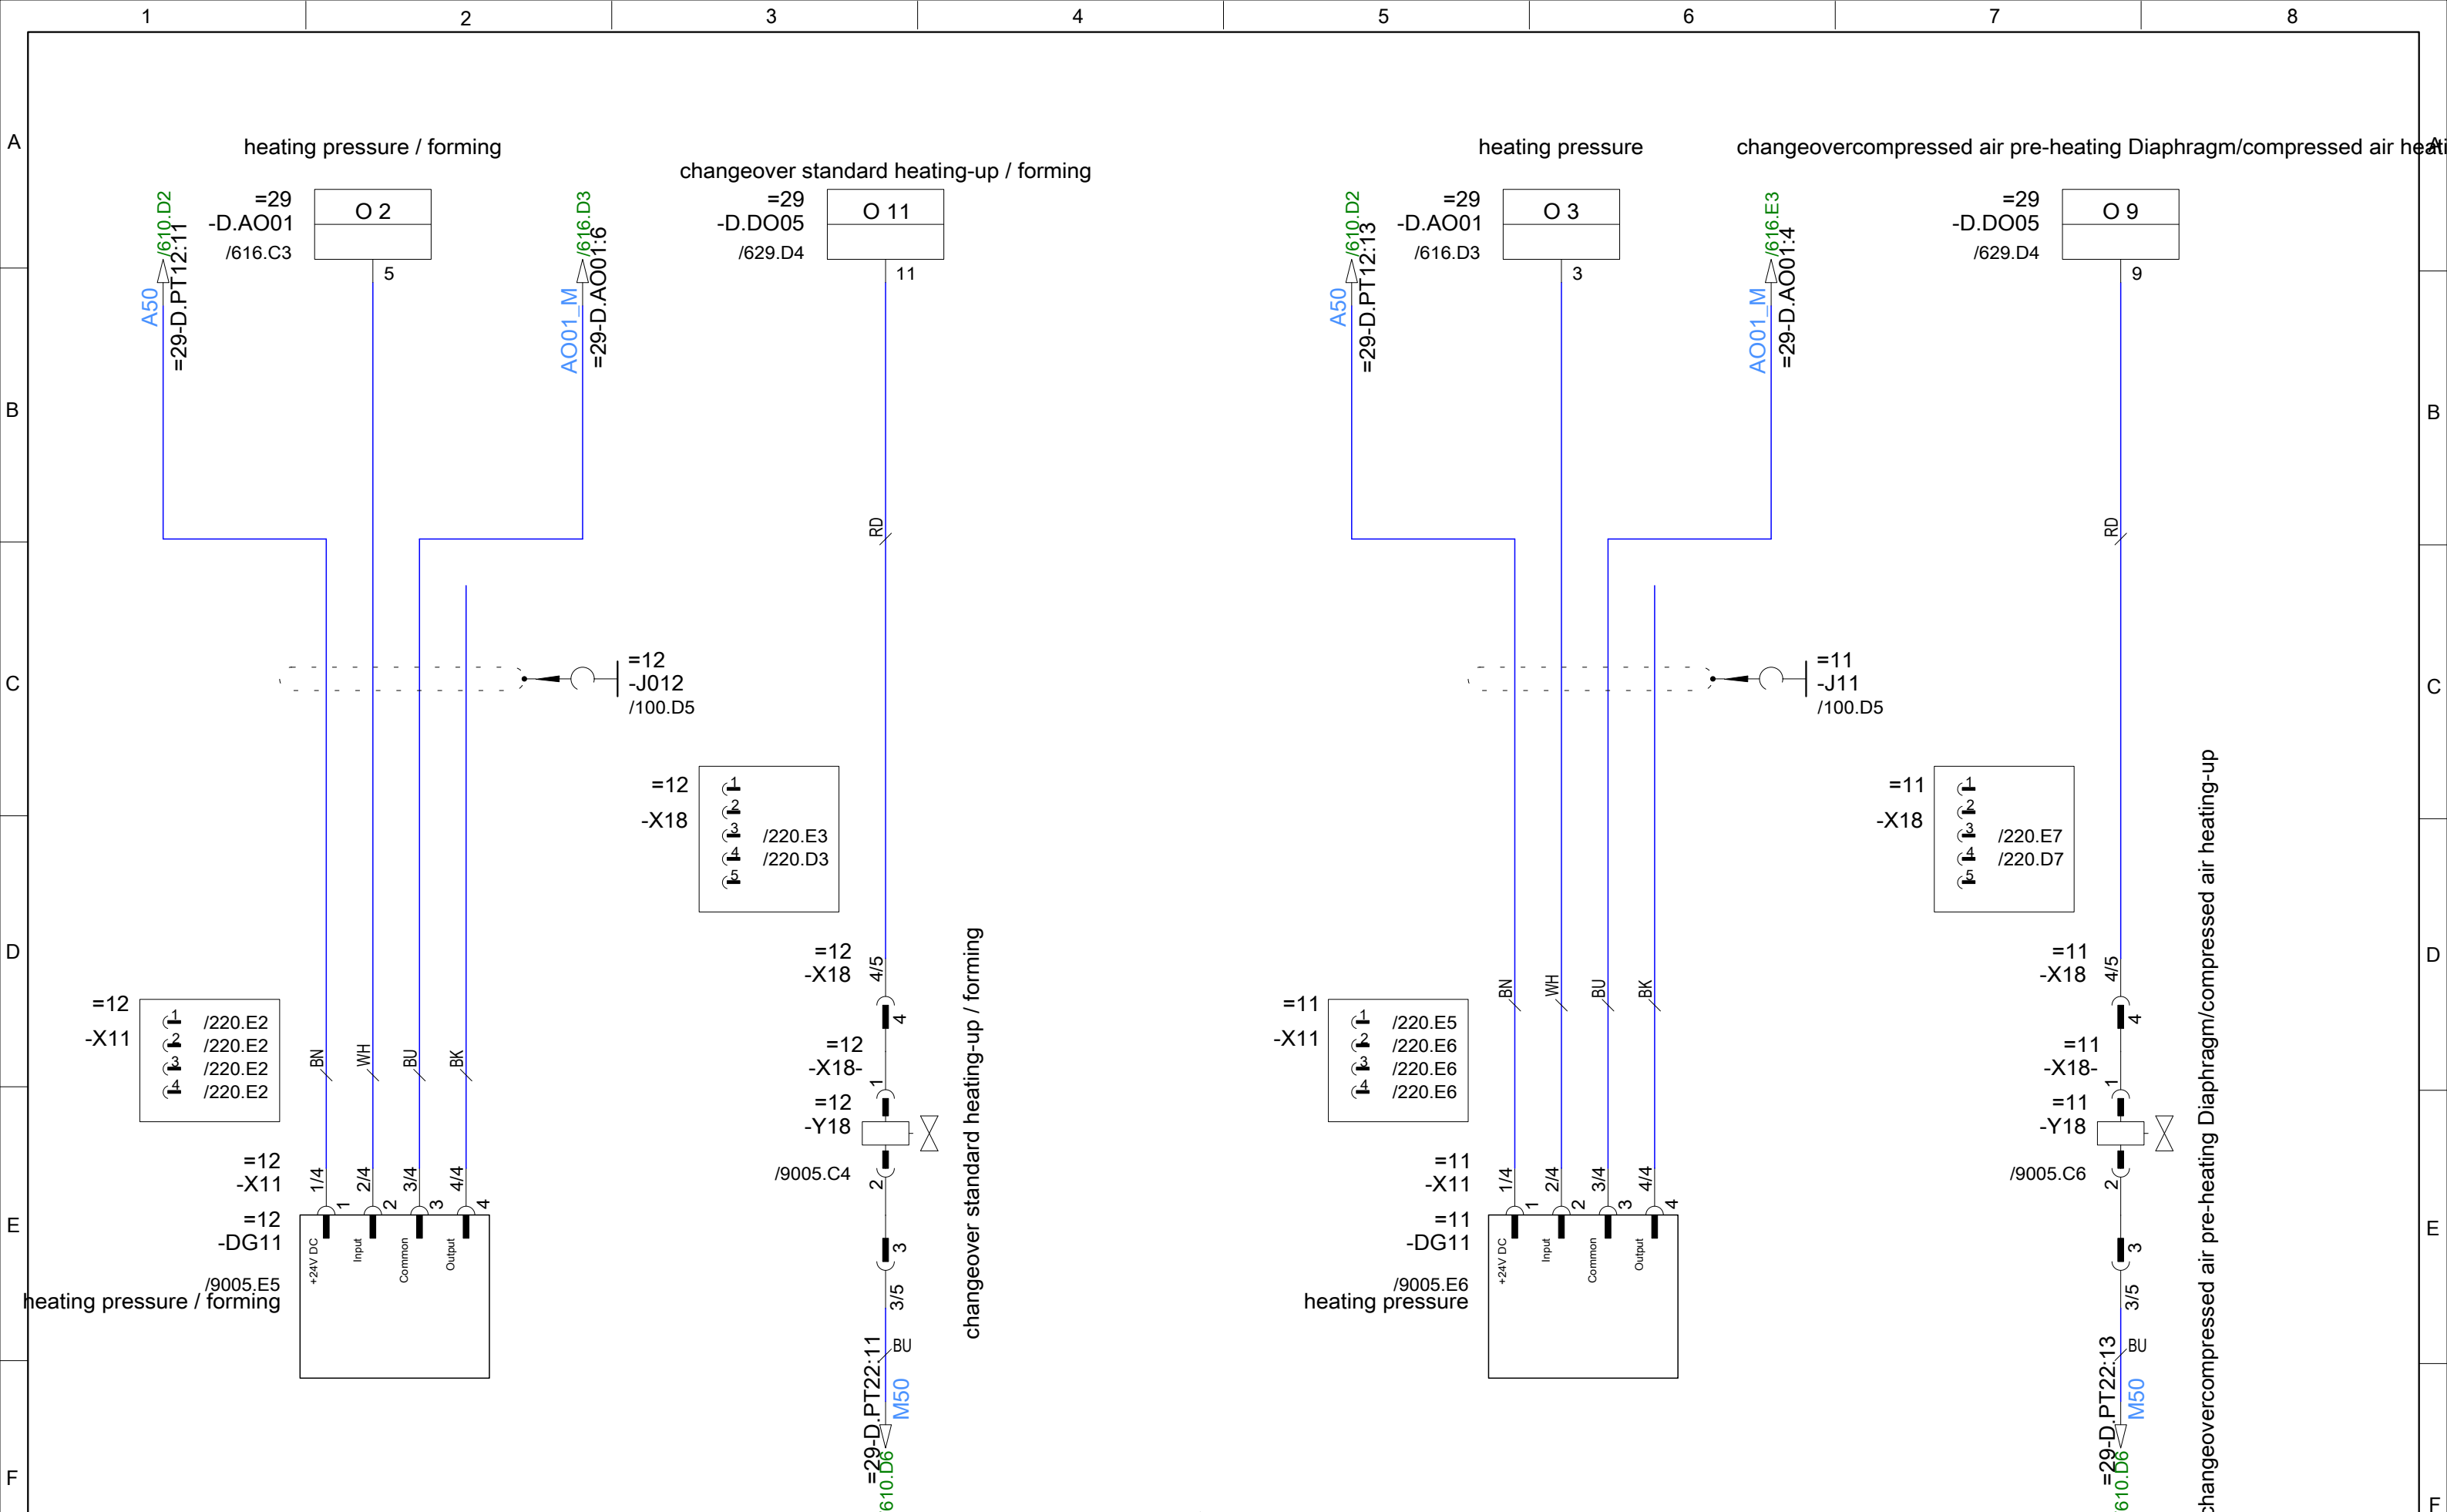 1 2 3 4 5 6 7 8
A
B
C
D
E
F
heating pressure / forming
/610.D2
=29-D.PT12:11
A50
=29
-D.AO01
/616.C3
O 2
5
/616.D3
=29-D.AO01:6
AO01_M
changeover standard heating-up / forming
=29
-D.DO05
/629.D4
O 11
11
RD
=12
-J012
/100.D5
=12
-X18
1
2
3 /220.E3
4 /220.D3
5
=12
-X11
1 /220.E2
2 /220.E2
3 /220.E2
4 /220.E2
BN
WH
BU
BK
=12
-X11
1/4
2/4
3/4
4/4
1
2
3
4
=12
-DG11
/9005.E5
heating pressure / forming
+24V DC
Input
Common
Output
=12
-X18
4/5
4
=12
-X18-
1
=12
-Y18
/9005.C4
2
3
3/5
BU
=29-D.PT22:11
M50
610.D6
changeover standard heating-up / forming
heating pressure
/610.D2
=29-D.PT12:13
A50
=29
-D.AO01
/616.D3
O 3
3
/616.E3
=29-D.AO01:4
AO01_M
changeovercompressed air pre-heating Diaphragm/compressed air heati
=29
-D.DO05
/629.D4
O 9
9
RD
=11
-J11
/100.D5
=11
-X18
1
2
3 /220.E7
4 /220.D7
5
=11
-X11
1 /220.E5
2 /220.E6
3 /220.E6
4 /220.E6
BN
WH
BU
BK
=11
-X11
1/4
2/4
3/4
4/4
1
2
3
4
=11
-DG11
/9005.E6
heating pressure
+24V DC
Input
Common
Output
=11
-X18
4/5
4
=11
-X18-
1
=11
-Y18
/9005.C6
2
3
3/5
BU
=29-D.PT22:13
M50
610.D6
changeovercompressed air pre-heating Diaphragm/compressed air heating-up
A
B
C
D
E
F